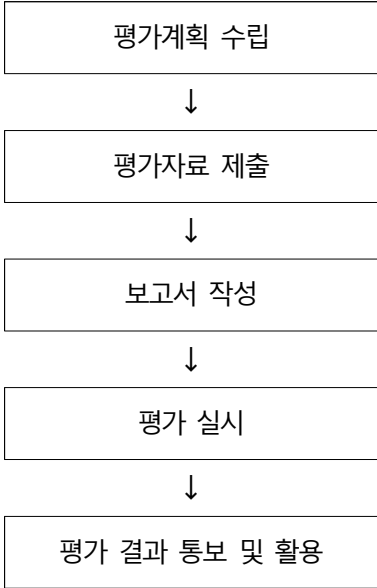 평가계획 수립
↓
평가자료 제출
↓
보고서 작성
↓
평가 실시
↓
평가 결과 통보 및 활용